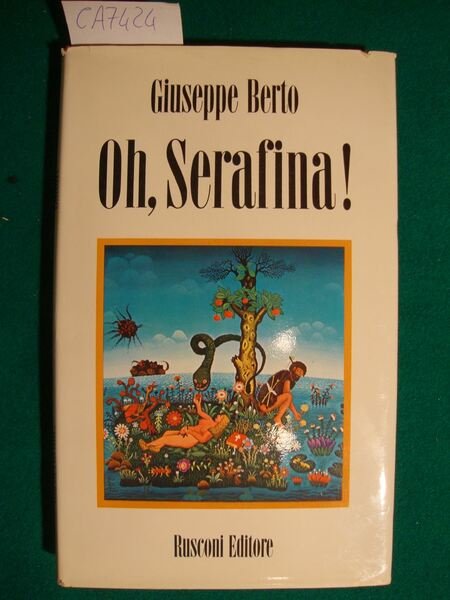 CA7424
Giuseppe Berto
Oh, Serafina!
Rusconi Editore